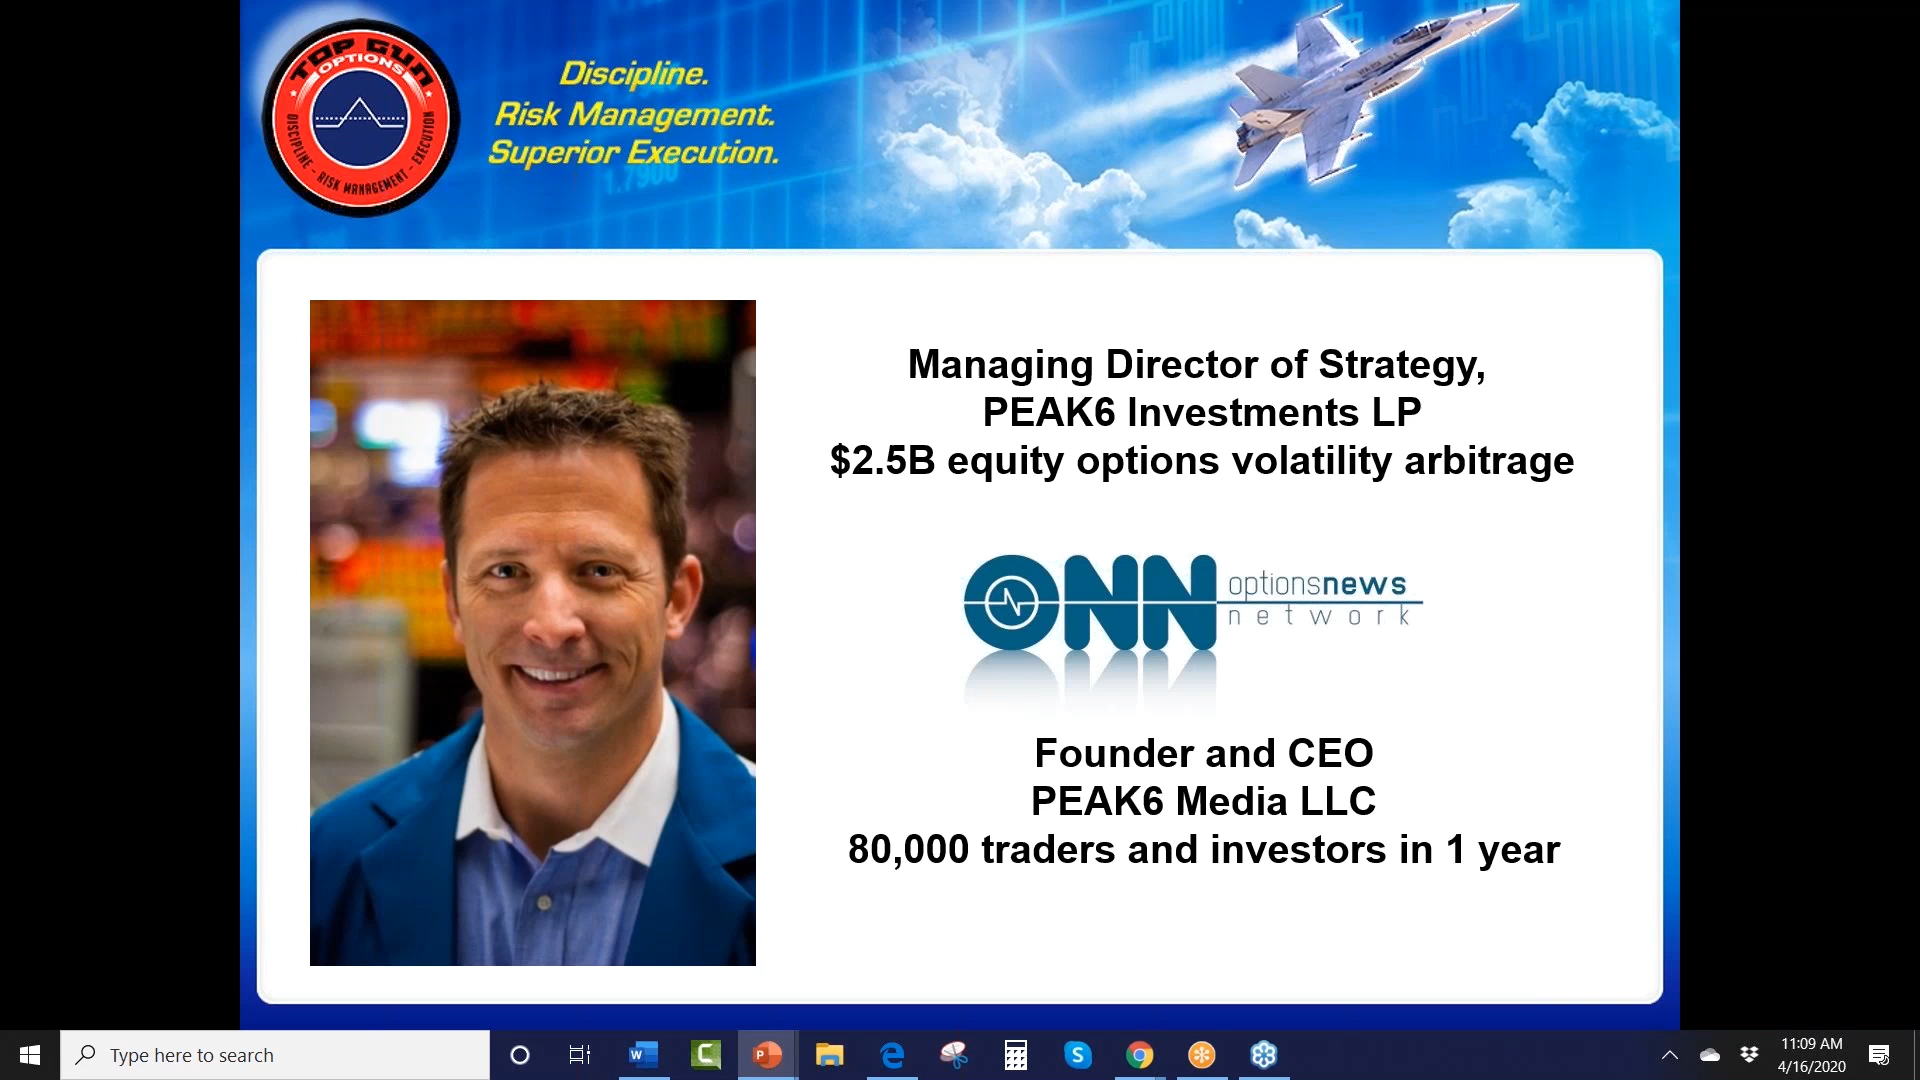 TOP GUN
OPTIONS
DISCIPLINE - RISK MANAGEMENT - EXECUTION
Discipline.
Risk Management.
Superior Execution.
1.7900
Managing Director of Strategy,
PEAK6 Investments LP
$2.5B equity options volatility arbitrage
ONN optionsnews
network
Founder and CEO
PEAK6 Media LLC
80,000 traders and investors in 1 year
Type here to search
11:09 AM
4/16/2020